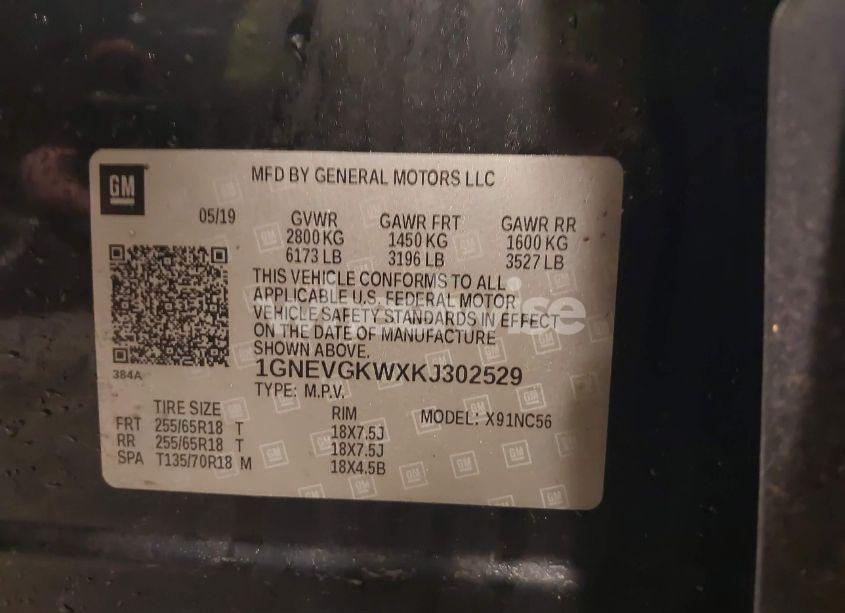 GM
MFD BY GENERAL MOTORS LLC
05/19
GVWR GAWR FRT GAWR RR
2800 KG 1450 KG 1600 KG
6173 LB 3196 LB 3527 LB
THIS VEHICLE CONFORMS TO ALL
APPLICABLE U.S. FEDERAL MOTOR
VEHICLE SAFETY STANDARDS IN EFFECT
ON THE DATE OF MANUFACTURE
SHOWN ABOVE.
384A
1GNEVGKWXKJ302529
TYPE: M.P.V.
TIRE SIZE RIM MODEL: X91NC56
FRT 255/65R18 T 18X7.5J
RR 255/65R18 T 18X7.5J
SPA T135/70R18 M 18X4.5B